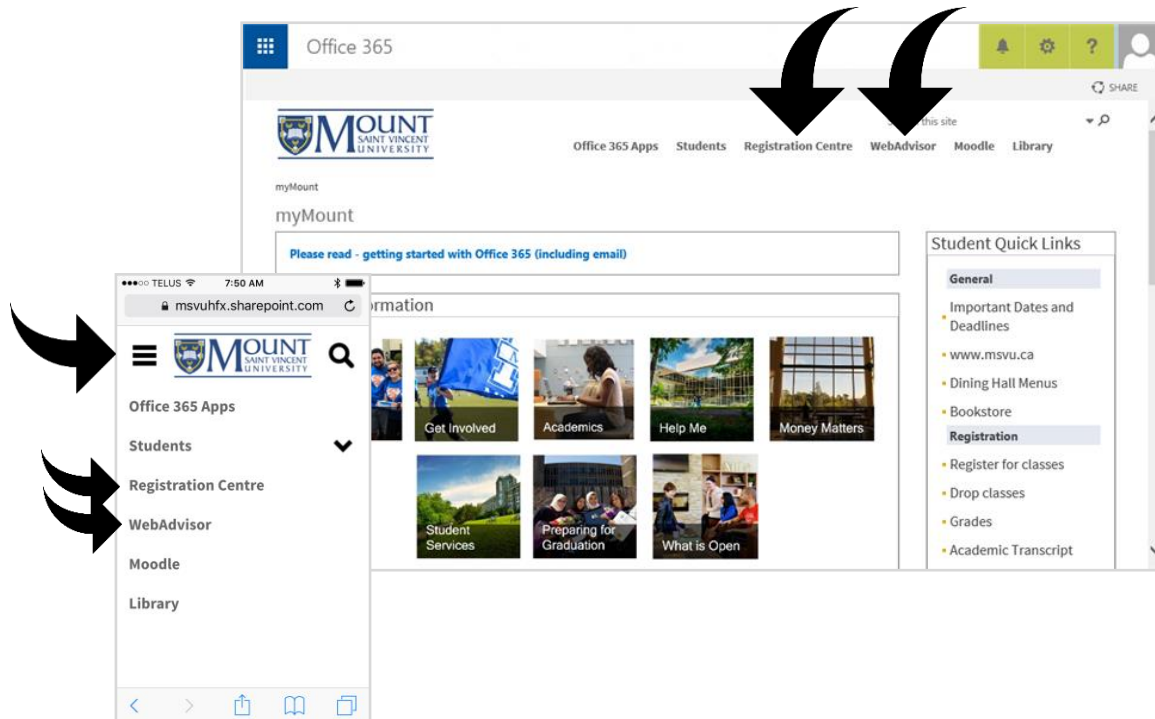 Office 365
?
SHARE
MOUNT
SAINT VINCENT
UNIVERSITY
this site
Office 365 Apps Students Registration Centre WebAdvisor Moodle Library
myMount
myMount
Please read - getting started with Office 365 (including email)
Student Quick Links
General
Important Dates and
Deadlines
www.msvu.ca
Dining Hall Menus
Bookstore
Registration
Register for classes
Drop classes
Grades
Academic Transcript
Get Involved
Academics
Help Me
Money Matters
Student
Services
Preparing for
Graduation
What is Open
TELUS 7:50 AM
msvuhfx.sharepoint.com
MOUNT
SAINT VINCENT
UNIVERSITY
Office 365 Apps
Students
Registration Centre
WebAdvisor
Moodle
Library